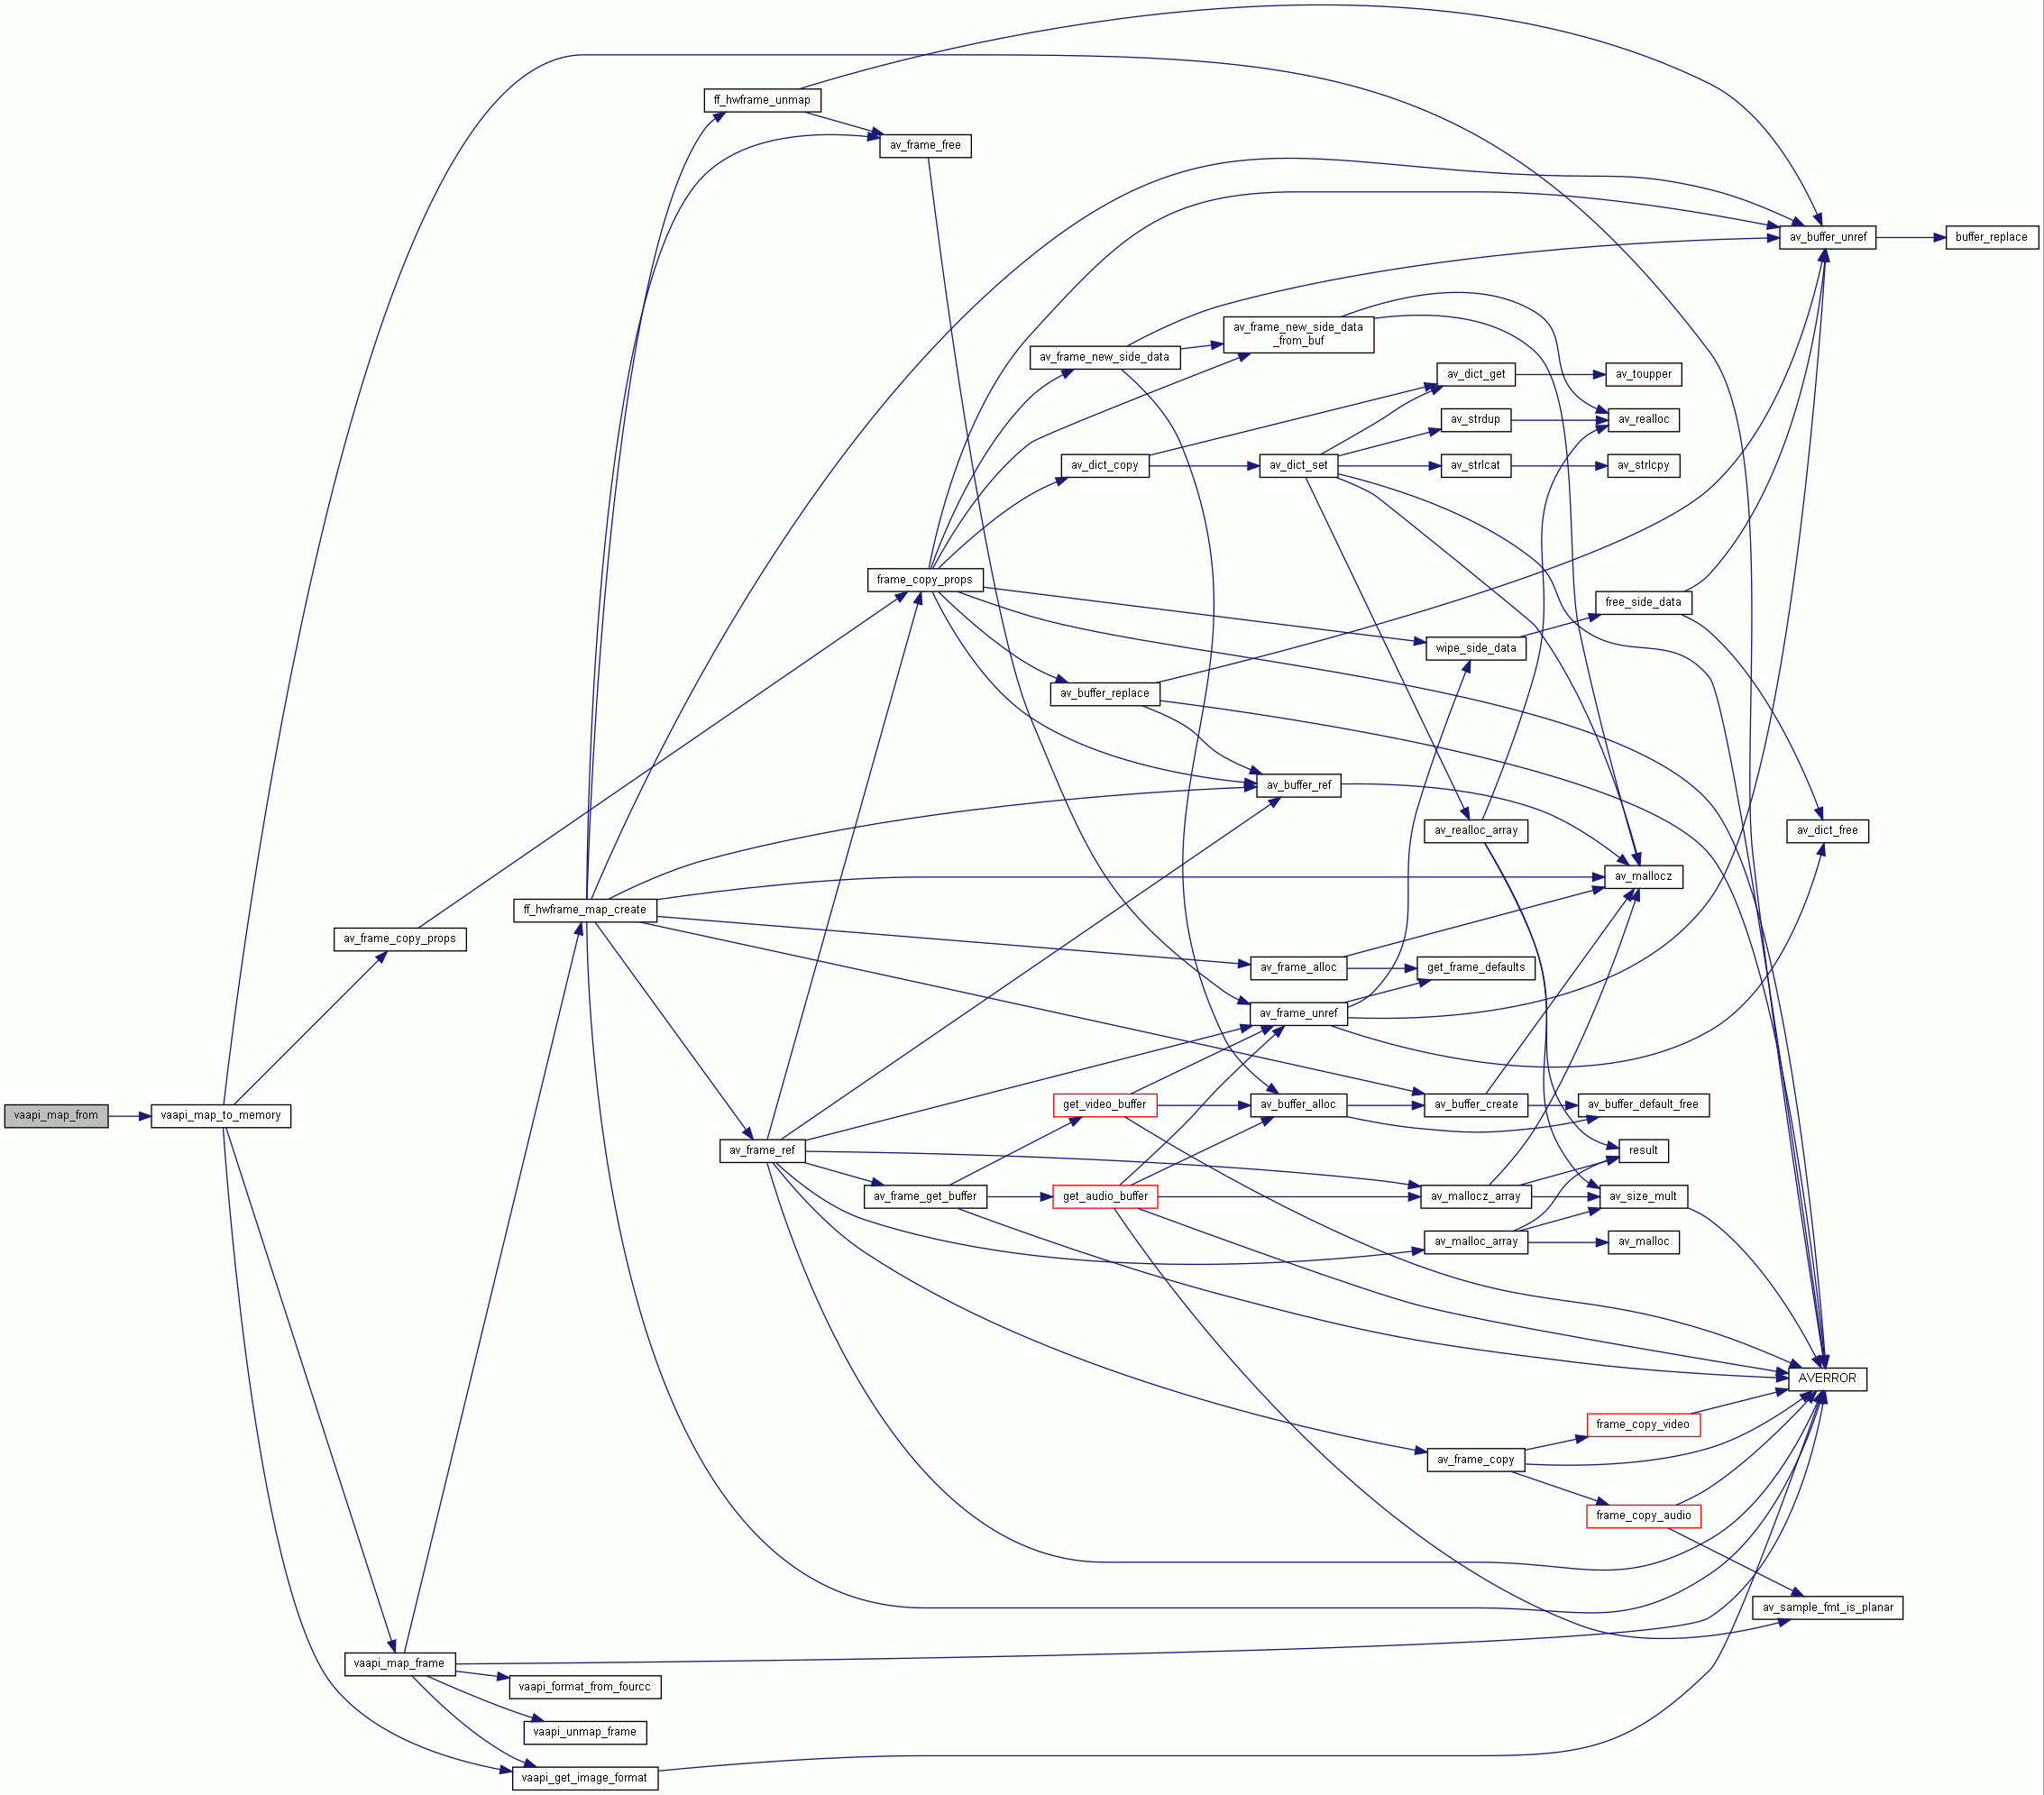 ff_hwframe_unmap
av_frame_free
av_buffer_unref
buffer_replace
av_frame_new_side_data
_from_buf
av_frame_new_side_data
av_dict_get
av_toupper
av_strdup
av_realloc
av_dict_copy
av_dict_set
av_strlcat
av_strlcpy
frame_copy_props
free_side_data
wipe_side_data
av_buffer_replace
av_buffer_ref
av_realloc_array
av_dict_free
av_mallocz
ff_hwframe_map_create
av_frame_copy_props
av_frame_alloc
get_frame_defaults
av_frame_unref
vaapi_map_from
vaapi_map_to_memory
get_video_buffer
av_buffer_alloc
av_buffer_create
av_buffer_default_free
av_frame_ref
result
av_frame_get_buffer
get_audio_buffer
av_mallocz_array
av_size_mult
av_malloc_array
av_malloc
AVERROR
frame_copy_video
av_frame_copy
frame_copy_audio
av_sample_fmt_is_planar
vaapi_map_frame
vaapi_format_from_fourcc
vaapi_unmap_frame
vaapi_get_image_format